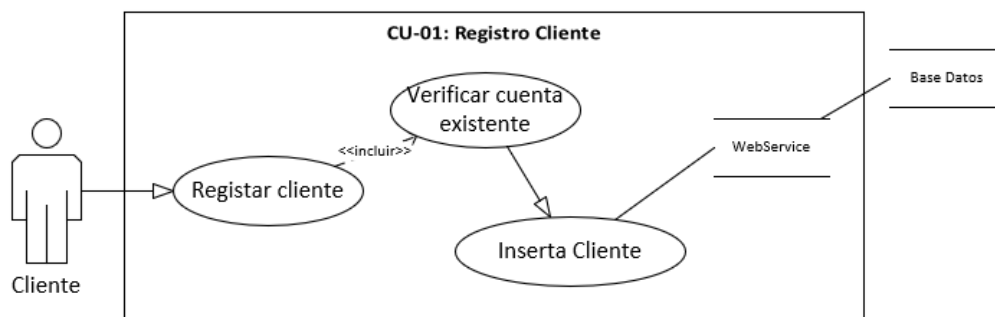 CU-01: Registro Cliente
Base Datos
Verificar cuenta
existente
<<incluir>>
WebService
Registar cliente
Inserta Cliente
Cliente